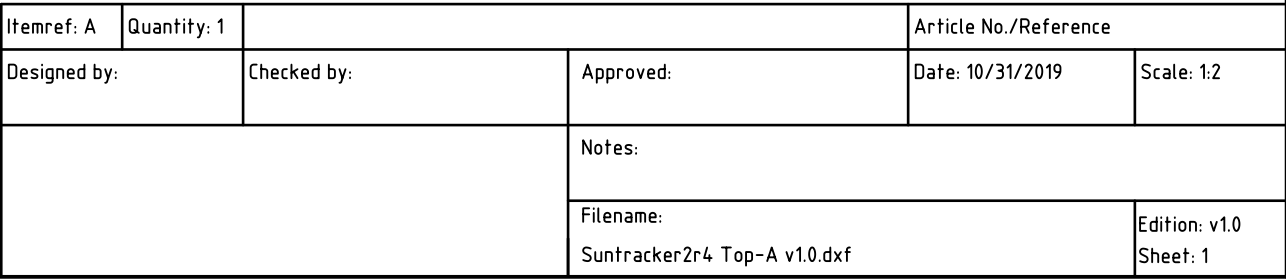 Itemref: A
Quantity: 1
Article No./Reference
Designed by:
Checked by:
Approved:
Date: 10/31/2019
Scale: 1:2
Notes:
Filename:
Suntracker2r4 Top-A v1.0.dxf
Edition: v1.0
Sheet: 1